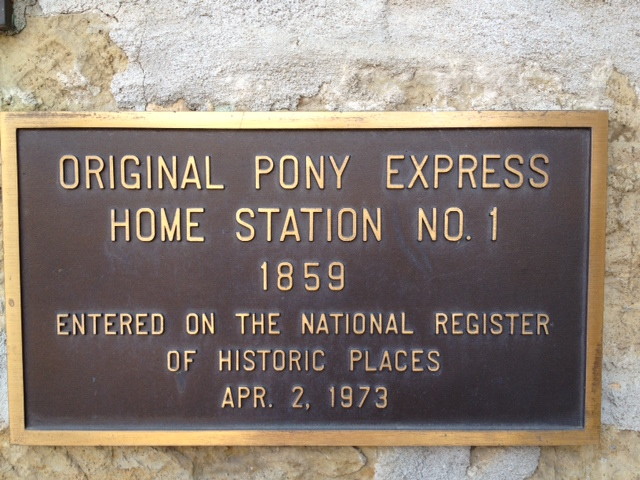 ORIGINAL PONY EXPRESS
HOME STATION NO. 1
1859
ENTERED ON THE NATIONAL REGISTER
OF HISTORIC PLACES
APR. 2, 1973